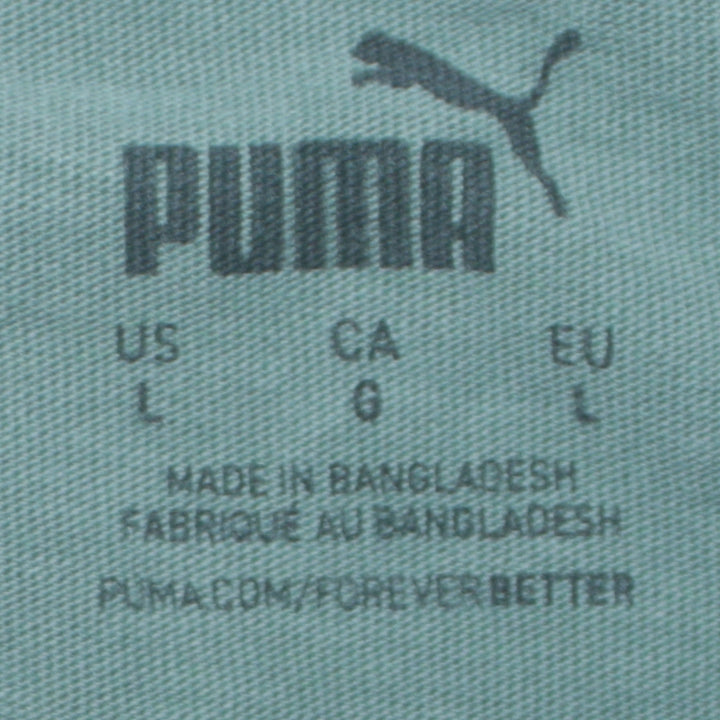 PUMA
US CA EU
L G L
MADE IN BANGLADESH
FABRIQUÉ AU BANGLADESH
PUMA.COM/FOREVERBETTER